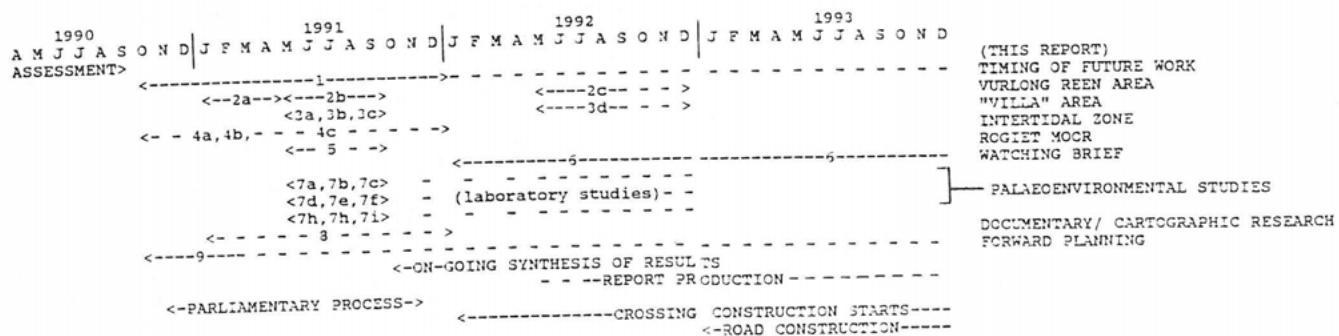 1990 1991 1992 1993
A M J J A S O N D|J F M A M J J A S O N D|J F M A M J J A S O N D|J F M A M J J A S O N D
ASSESSMENT> (THIS REPORT)
<- - - - - - - - -1- - - - - - - -> - - - - - - - - - - - - - - - - - - - - TIMING OF FUTURE WORK
<--2a--><----2b---> <----2c-- - -> VURLONG REEN AREA
<3a,3b,3c> <----3d-- - -> "VILLA" AREA
<- - 4a,4b,- - - 4c - - - - - - -> INTERTIDAL ZONE
<-- 5 - - -> ROGIET MOOR
<- - - - - - -6- - - - - - - - - - - - -6- - - - - - WATCHING BRIEF
<7a,7b,7c> - - - - - - - - -
<7d,7e,7f> - (laboratory studies)- - PALAEOENVIRONMENTAL STUDIES
<7h,7h,7i> - - - - - - - - -
<- - - - - 8 - - - - - - -> DOCUMENTARY/ CARTOGRAPHIC RESEARCH
<----9- - - - - - - - - - - - - - - - - - - - - - - - - - - - - - FORWARD PLANNING
<-ON-GOING SYNTHESIS OF RESULTS
- - --REPORT PRODUCTION - - - - - - - - - -
<-PARLIAMENTARY PROCESS->
<-------------CROSSING CONSTRUCTION STARTS----
<-ROAD CONSTRUCTION----